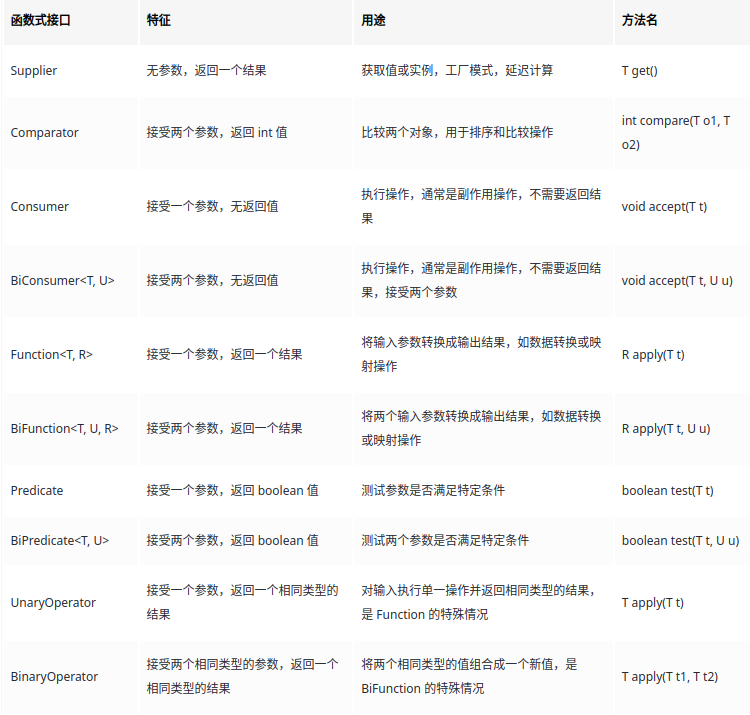 函数式接口 特征 用途 方法名
Supplier 无参数，返回一个结果 获取值或实例，工厂模式，延迟计算 T get()
Comparator 接受两个参数，返回 int 值 比较两个对象，用于排序和比较操作 int compare(T o1, T
o2)
Consumer 接受一个参数，无返回值 执行操作，通常是副作用操作，不需要返回结
果 void accept(T t)
BiConsumer<T, U> 接受两个参数，无返回值 执行操作，通常是副作用操作，不需要返回结
果，接受两个参数 void accept(T t, U u)
Function<T, R> 接受一个参数，返回一个结果 将输入参数转换成输出结果，如数据转换或映
射操作 R apply(T t)
BiFunction<T, U, R> 接受两个参数，返回一个结果 将两个输入参数转换成输出结果，如数据转换
或映射操作 R apply(T t, U u)
Predicate 接受一个参数，返回 boolean 值 测试参数是否满足特定条件 boolean test(T t)
BiPredicate<T, U> 接受两个参数，返回 boolean 值 测试两个参数是否满足特定条件 boolean test(T t, U u)
UnaryOperator 接受一个参数，返回一个相同类型的
结果 对输入执行单一操作并返回相同类型的结果，
是 Function 的特殊情况 T apply(T t)
BinaryOperator 接受两个相同类型的参数，返回一个
相同类型的结果 将两个相同类型的值组合成一个新值，是
BiFunction 的特殊情况 T apply(T t1, T t2)